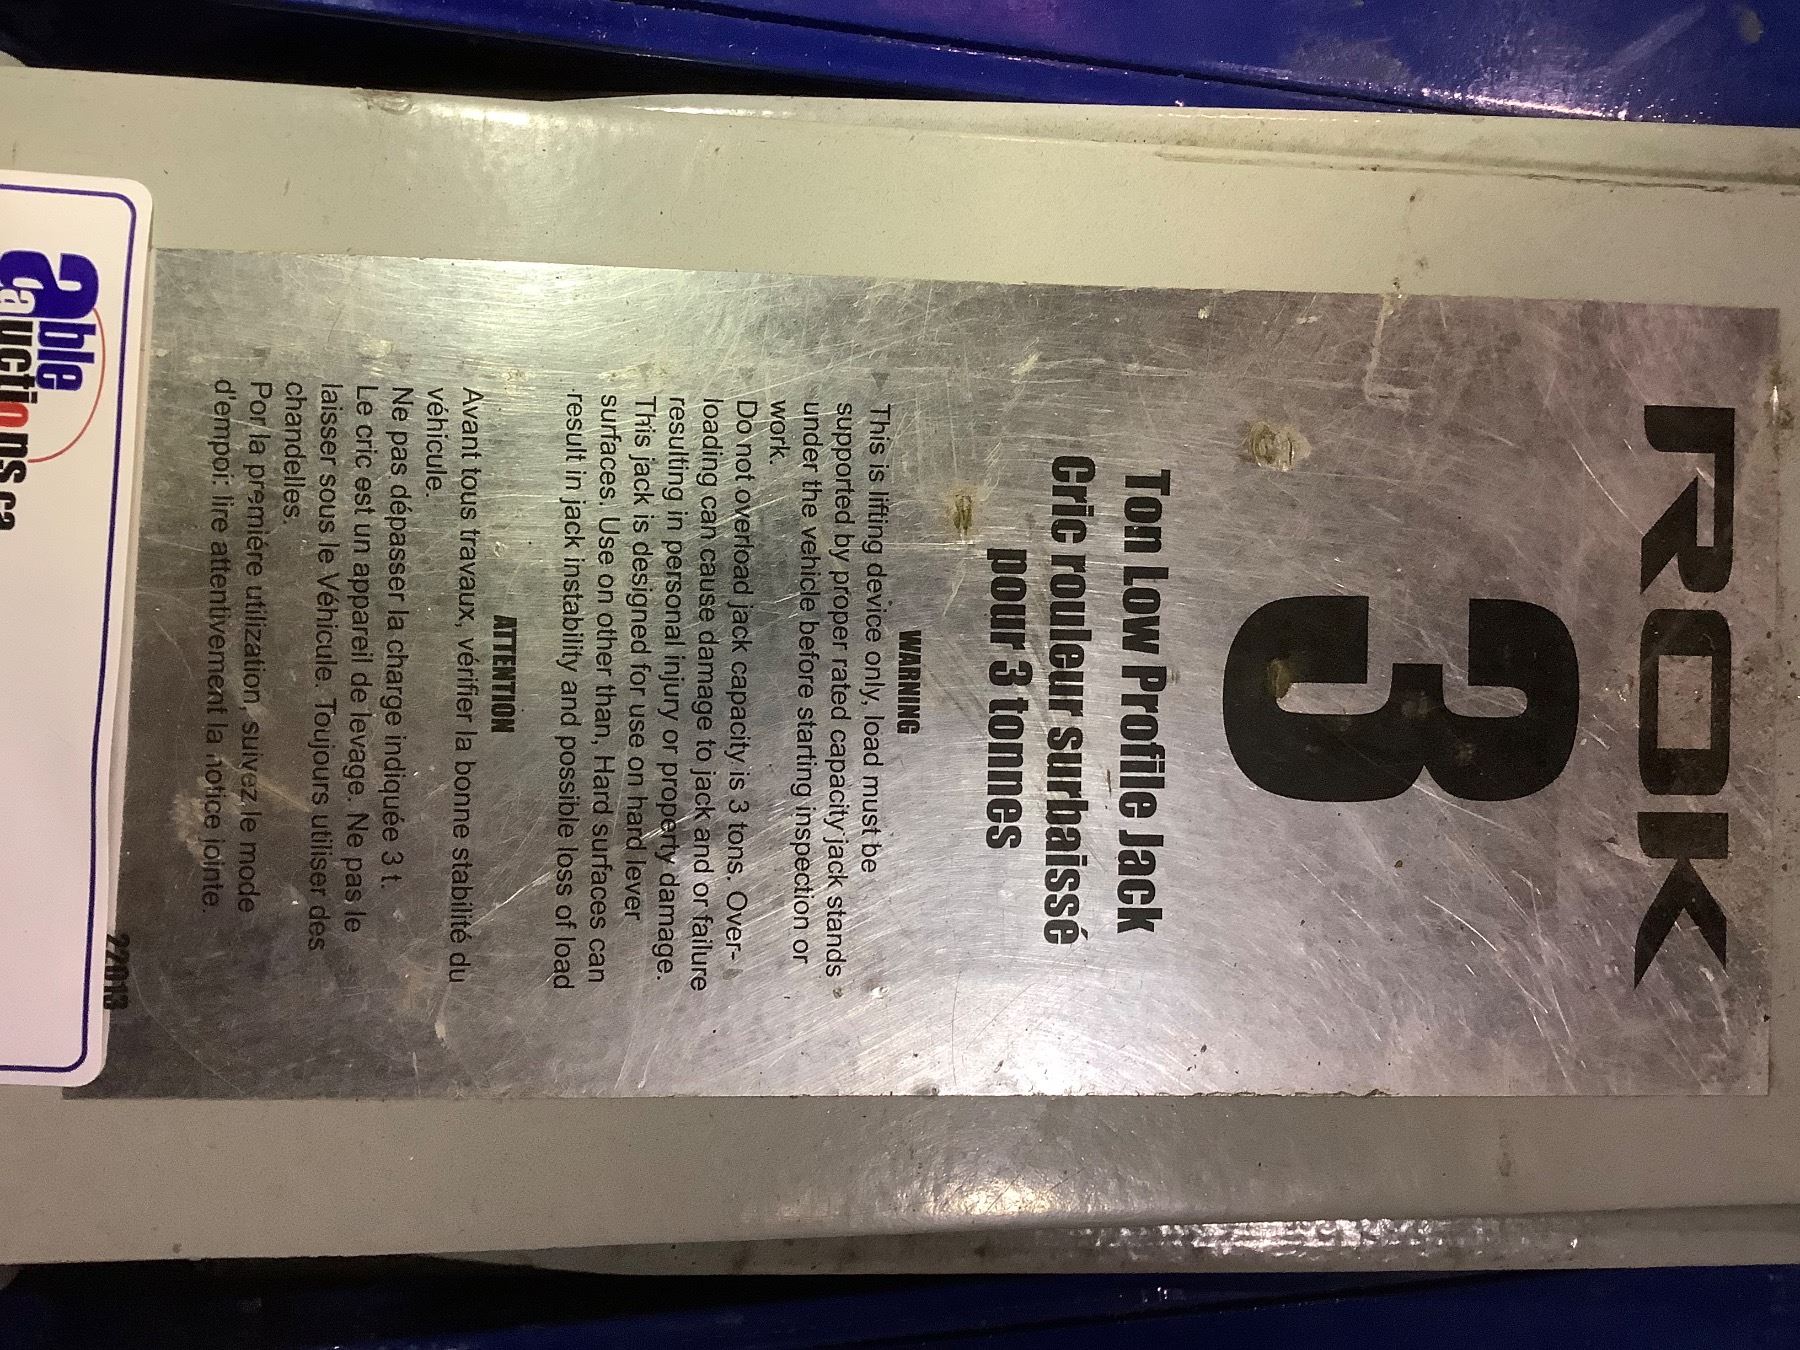 ROK
3
Ton Low Profile Jack
Cric rouleur surbaissé
pour 3 tonnes
WARNING
This is lifting device only, load must be
supported by proper rated capacity jack stands
under the vehicle before starting inspection or
work.
Do not overload jack capacity is 3 tons. Over-
loading can cause damage to jack and or failure
resulting in personal injury or property damage.
This jack is designed for use on hard lever
surfaces. Use on other than, Hard surfaces can
result in jack instability and possible loss of load
ATTENTION
Avant tous travaux, vérifier la bonne stabilité du
véhicule.
Ne pas dépasser la charge indiquée 3 t.
Le cric est un appareil de levage. Ne pas le
laisser sous le Véhicule. Toujours utiliser des
chandelles.
Por la première utilization, suivez le mode
d'empoi: lire attentivement la notice jointe.
22013
able
auctions.ca